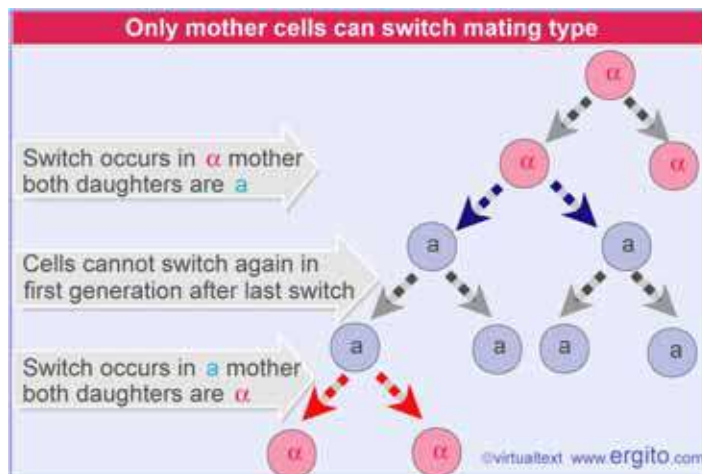 Only mother cells can switch mating type
α
α α
Switch occurs in α mother
both daughters are a
a a
Cells cannot switch again in
first generation after last switch
a a a a
Switch occurs in a mother
both daughters are α
α α
©virtualtext www.ergito.com